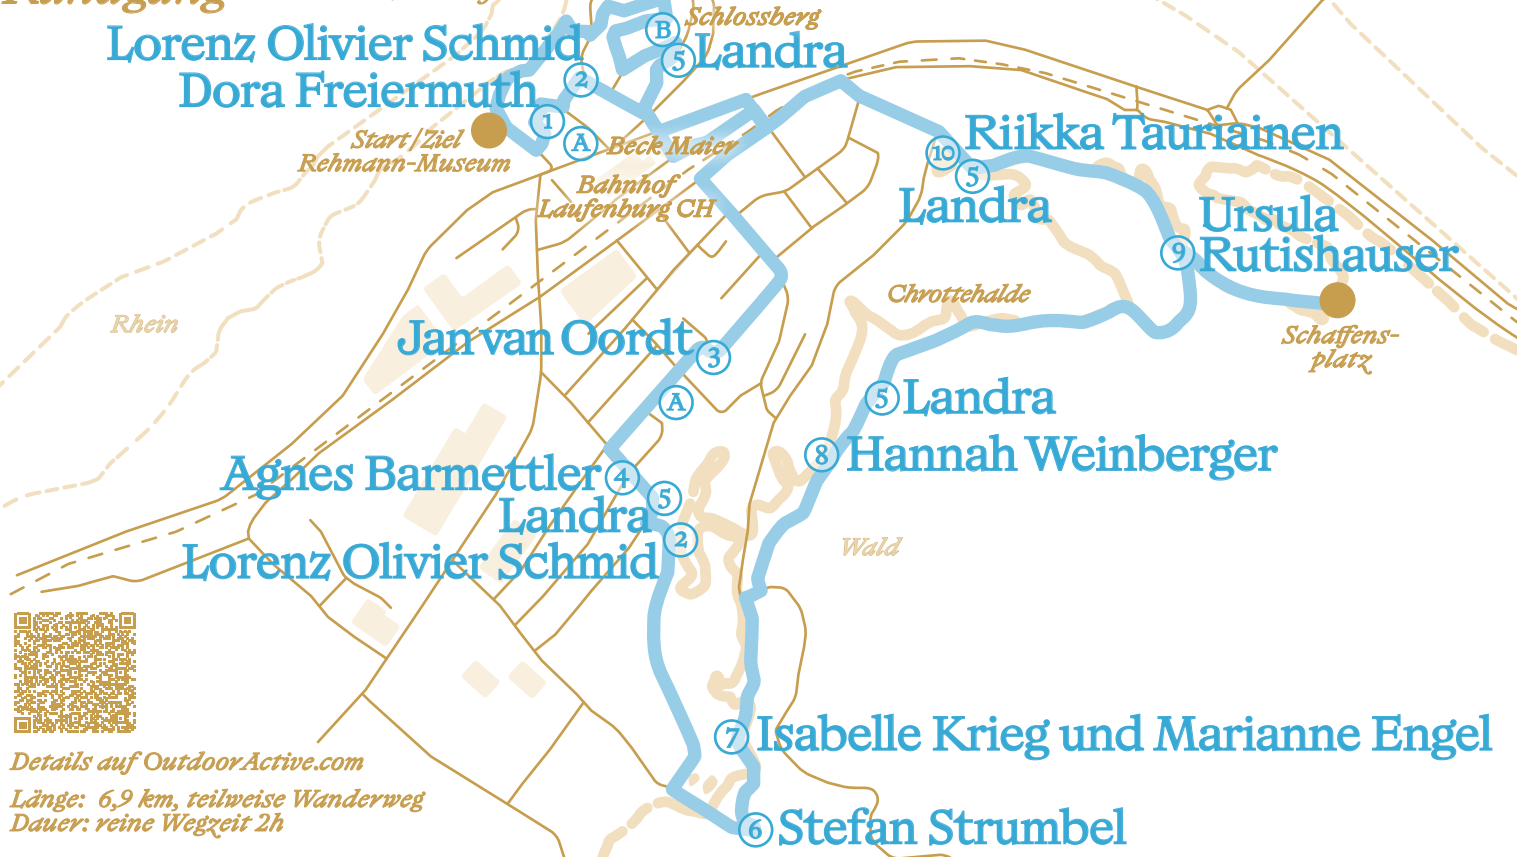 Rundgang
Schlossberg
B
Lorenz Olivier Schmid
5 Landra
2
Dora Freiermuth
1
Start/Ziel
Rehmann-Museum
A Beck Maier
Bahnhof
Laufenburg CH
10 Riikka Tauriainen
5
Landra
Ursula
9 Rutishauser
Chrottehalde
Rhein
Schaffens-
platz
Jan van Oordt 3
A
5 Landra
8 Hannah Weinberger
Agnes Barmettler 4
Landra 5
Lorenz Olivier Schmid 2
Wald
7 Isabelle Krieg und Marianne Engel
Details auf OutdoorActive.com
Länge: 6,9 km, teilweise Wanderweg
Dauer: reine Wegzeit 2h
6 Stefan Strumbel